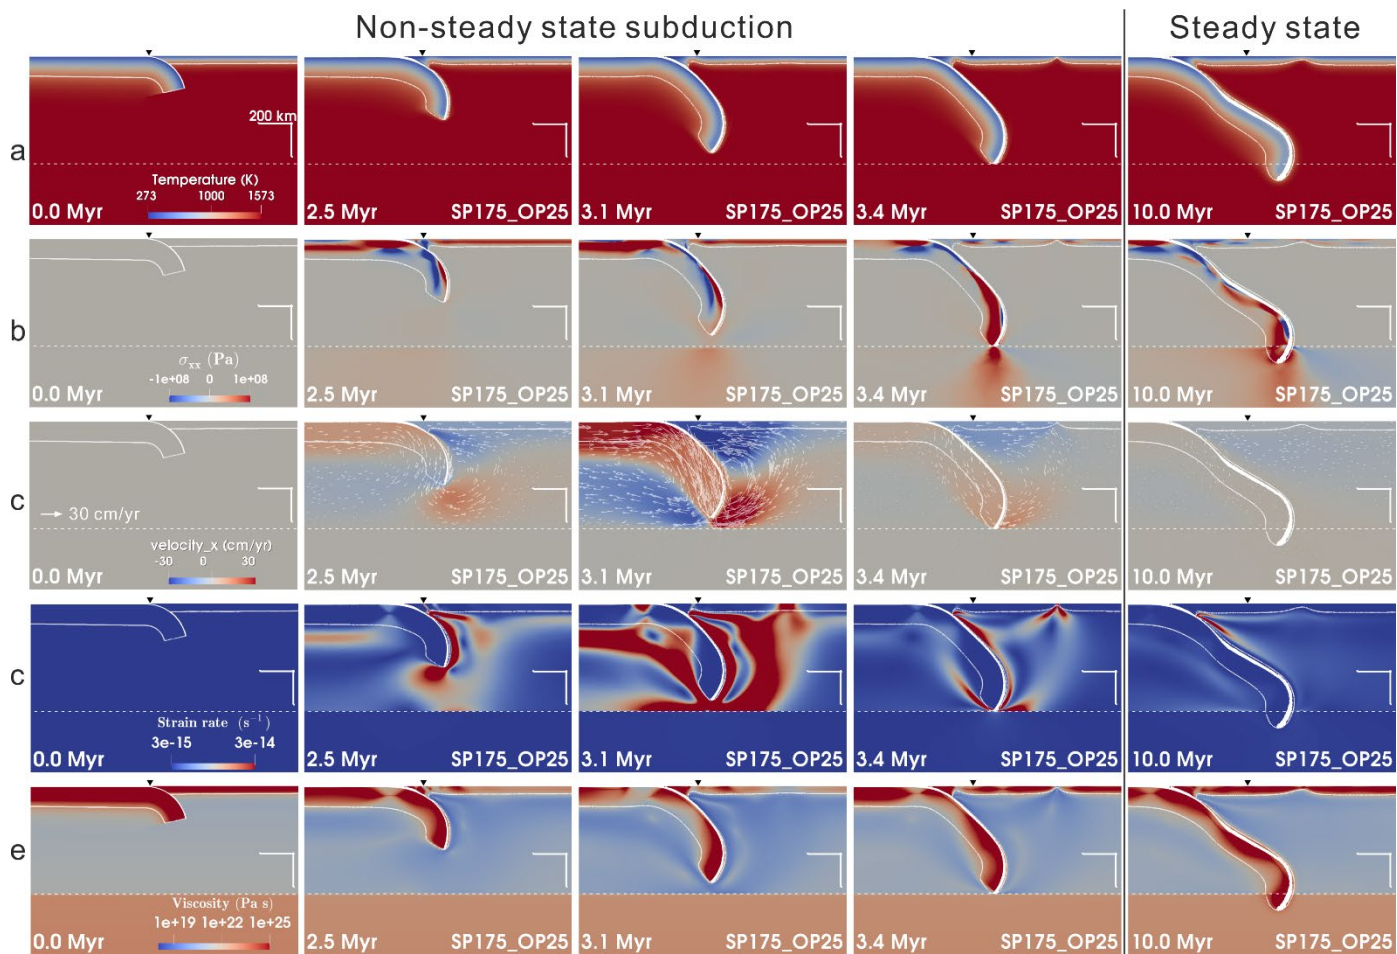 Non-steady state subduction
Steady state
a
200 km
Temperature (K)
273 1000 1573
0.0 Myr
2.5 Myr SP175_OP25
3.1 Myr SP175_OP25
3.4 Myr SP175_OP25
10.0 Myr SP175_OP25
b
σxx (Pa)
-1e+08 0 1e+08
0.0 Myr
2.5 Myr SP175_OP25
3.1 Myr SP175_OP25
3.4 Myr SP175_OP25
10.0 Myr SP175_OP25
c
30 cm/yr
velocity_x (cm/yr)
-30 0 30
0.0 Myr
2.5 Myr SP175_OP25
3.1 Myr SP175_OP25
3.4 Myr SP175_OP25
10.0 Myr SP175_OP25
c
Strain rate (s⁻¹)
3e-15 3e-14
0.0 Myr
2.5 Myr SP175_OP25
3.1 Myr SP175_OP25
3.4 Myr SP175_OP25
10.0 Myr SP175_OP25
e
Viscosity (Pa s)
1e+19 1e+22 1e+25
0.0 Myr
2.5 Myr SP175_OP25
3.1 Myr SP175_OP25
3.4 Myr SP175_OP25
10.0 Myr SP175_OP25